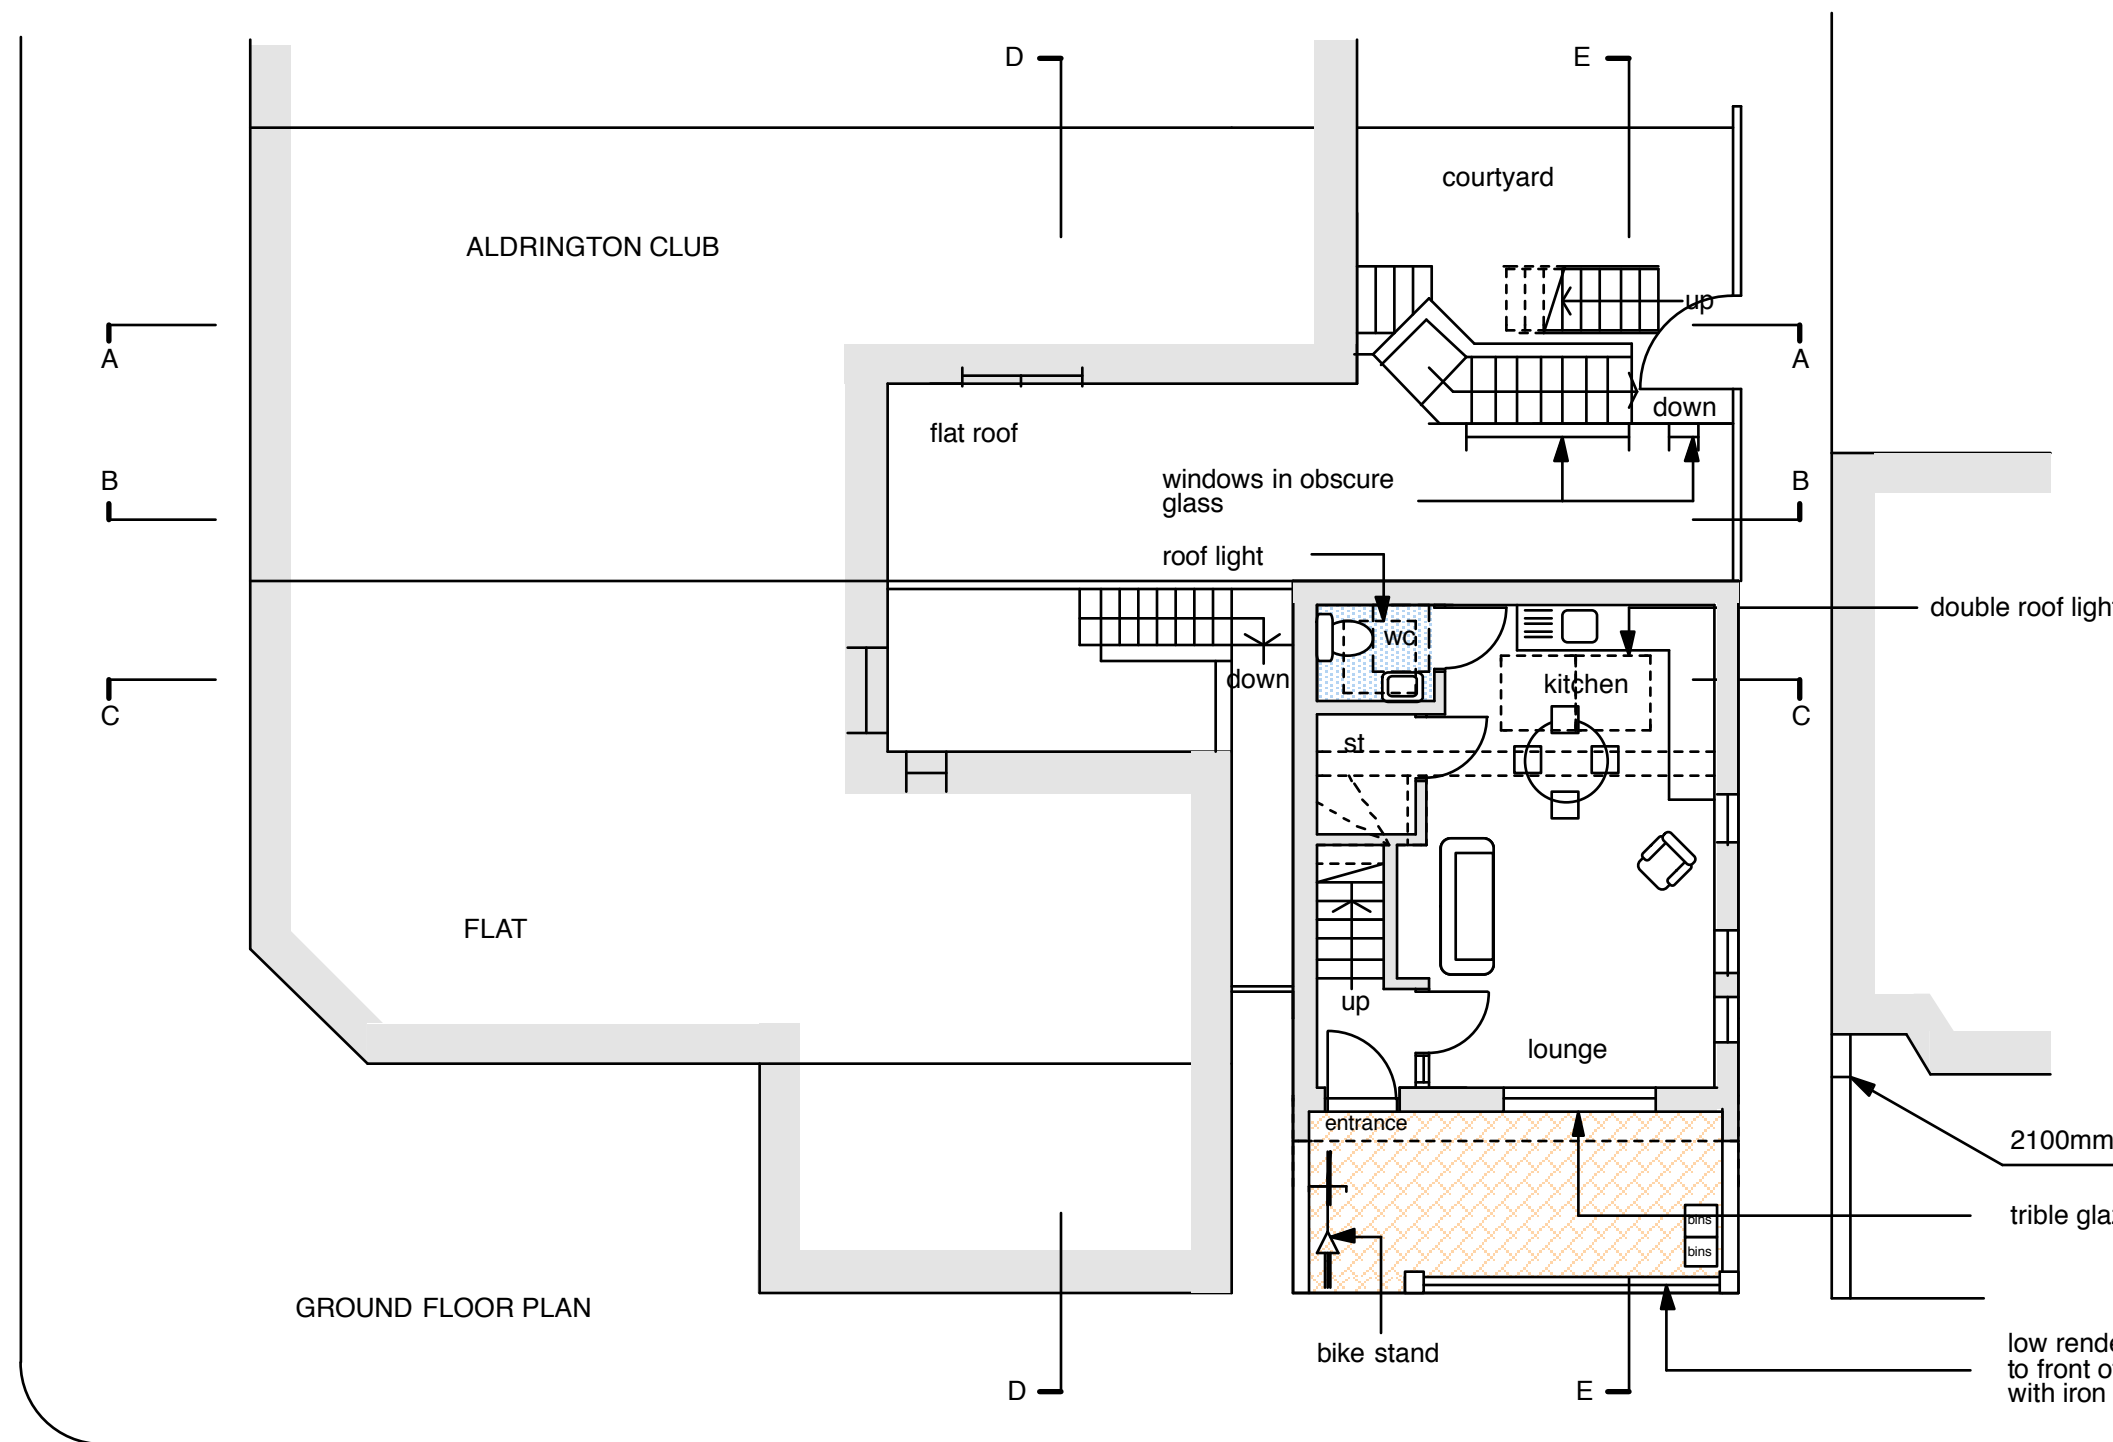 D
E
courtyard
ALDRINGTON CLUB
up
A
A
down
flat roof
B
windows in obscure
glass
B
roof light
double roof light
wc
down
kitchen
C
C
st
FLAT
up
lounge
entrance
2100mm
bins
trible gla
bins
GROUND FLOOR PLAN
bike stand
low rende
to front o
with iron
D
E